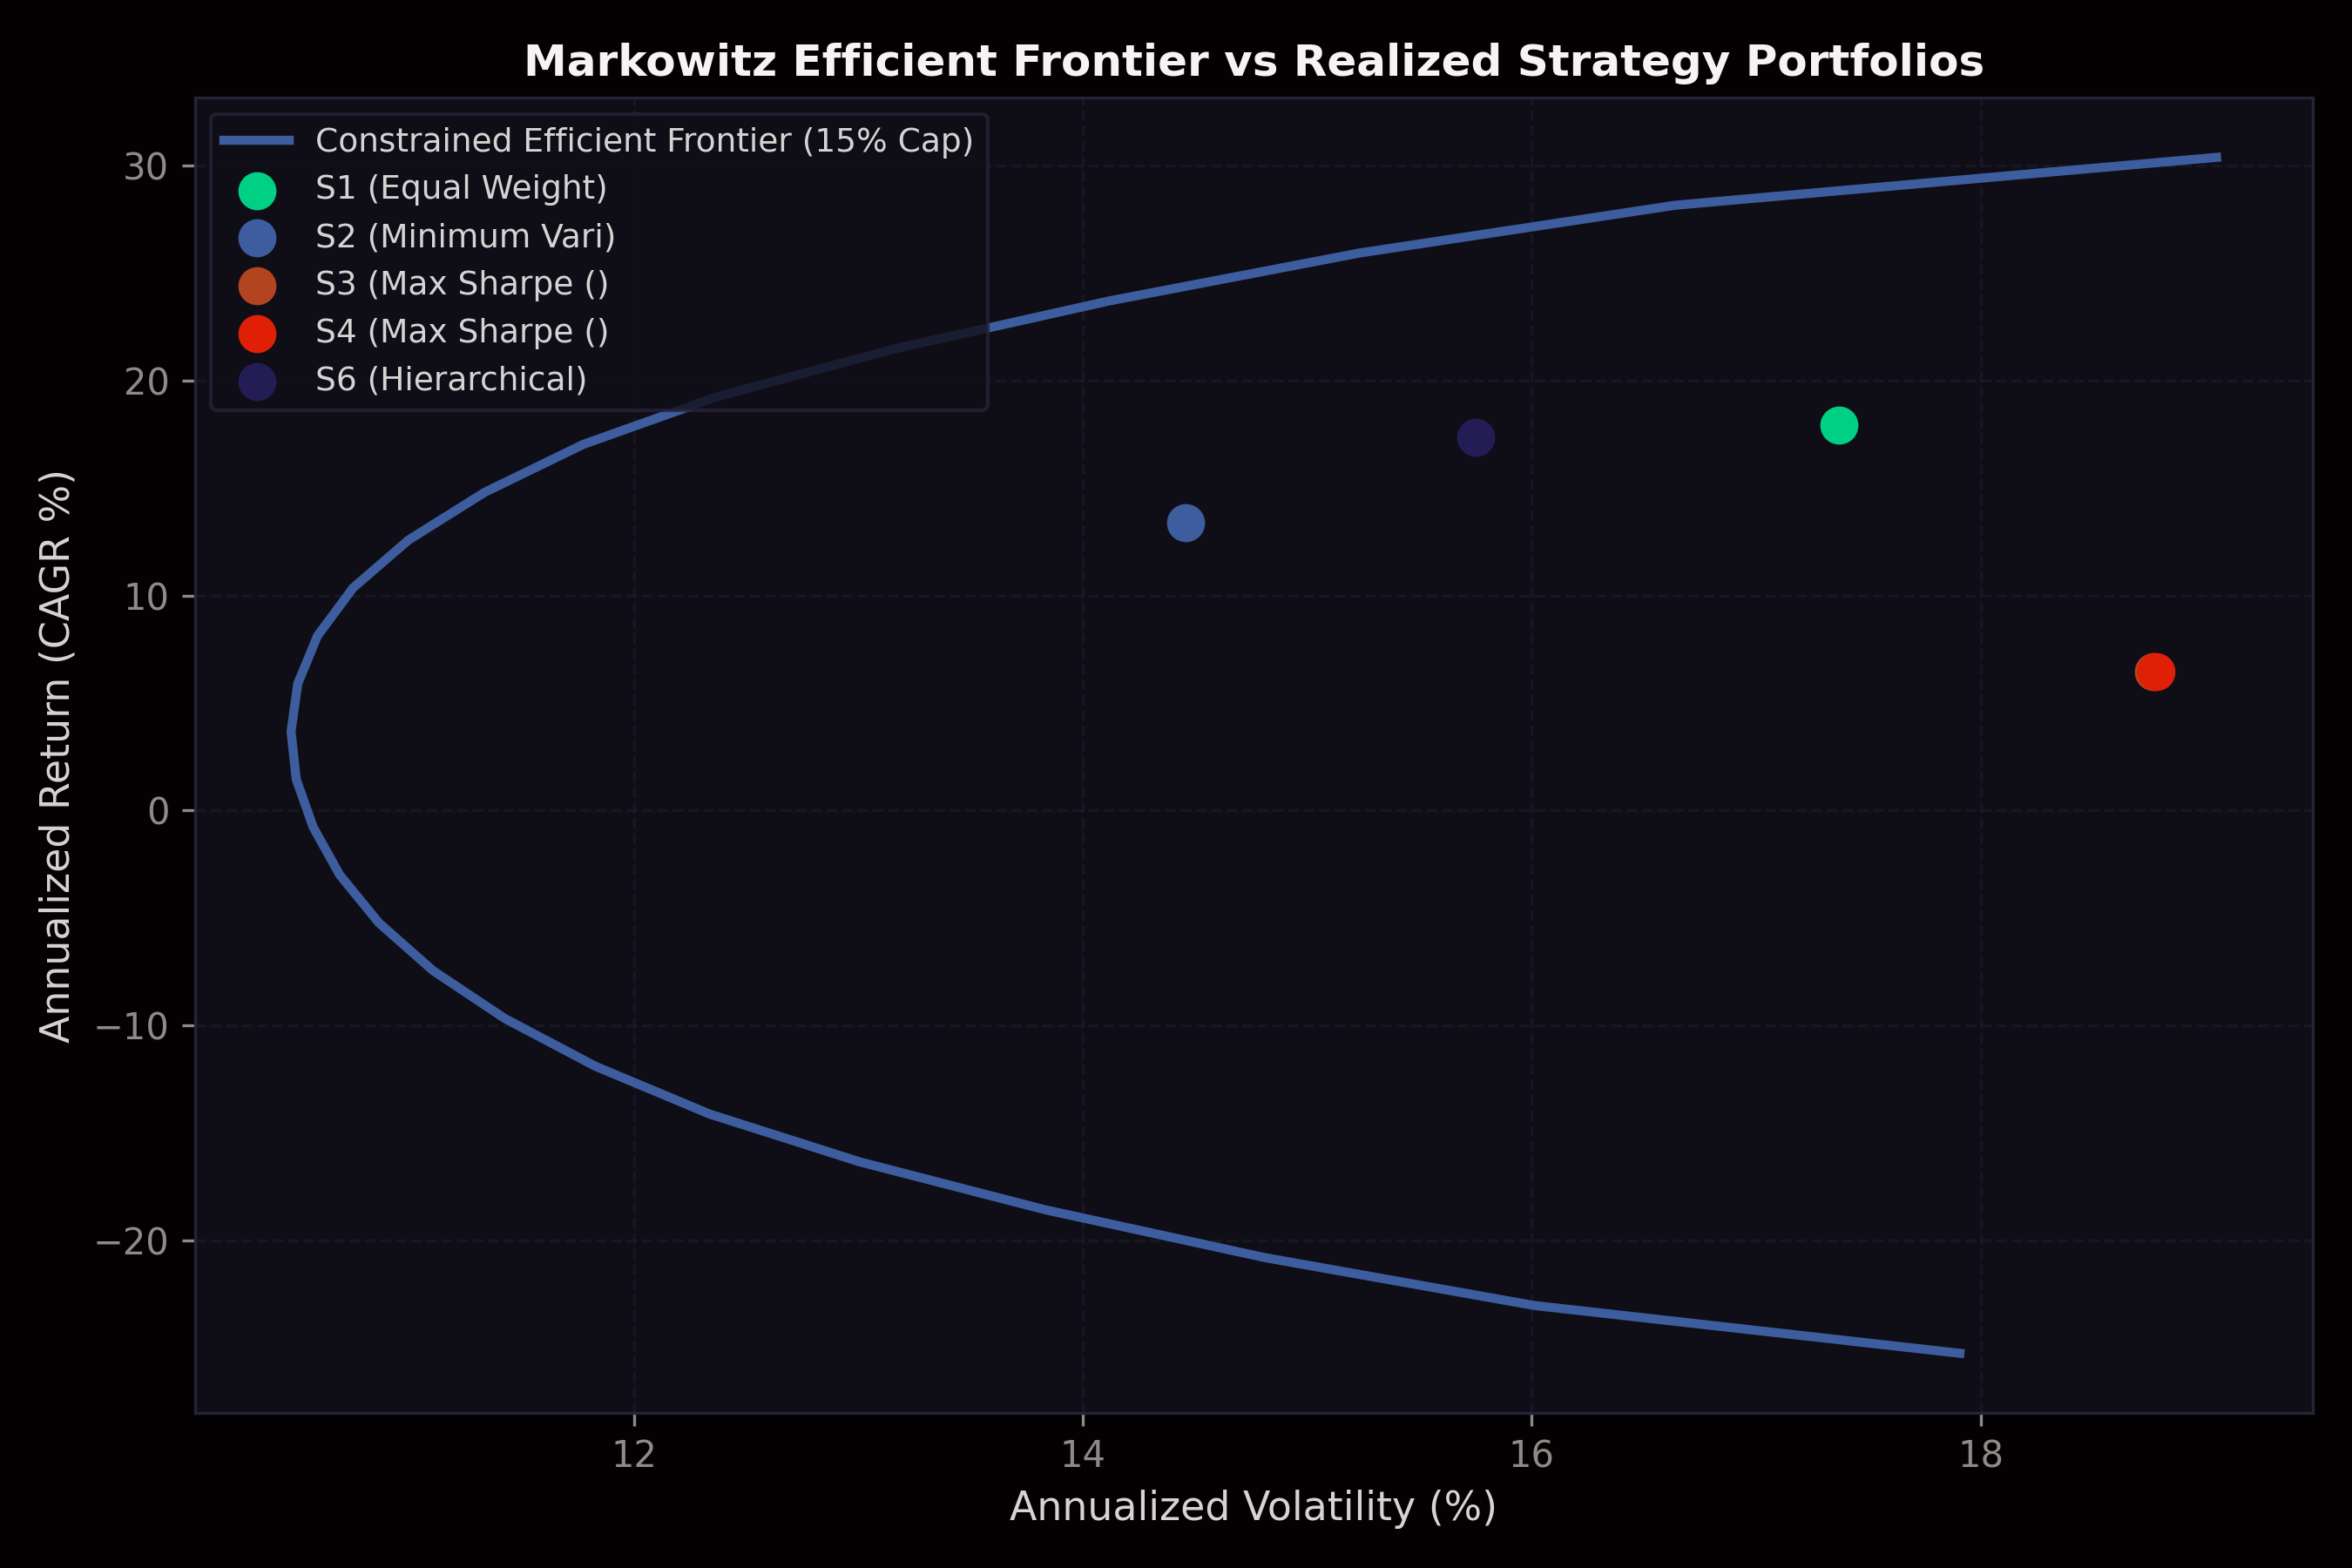 Markowitz Efficient Frontier vs Realized Strategy Portfolios
Constrained Efficient Frontier (15% Cap)
S1 (Equal Weight)
S2 (Minimum Vari)
S3 (Max Sharpe ()
S4 (Max Sharpe ()
S6 (Hierarchical)
Annualized Return (CAGR %)
30
20
10
0
−10
−20
12
14
16
18
Annualized Volatility (%)